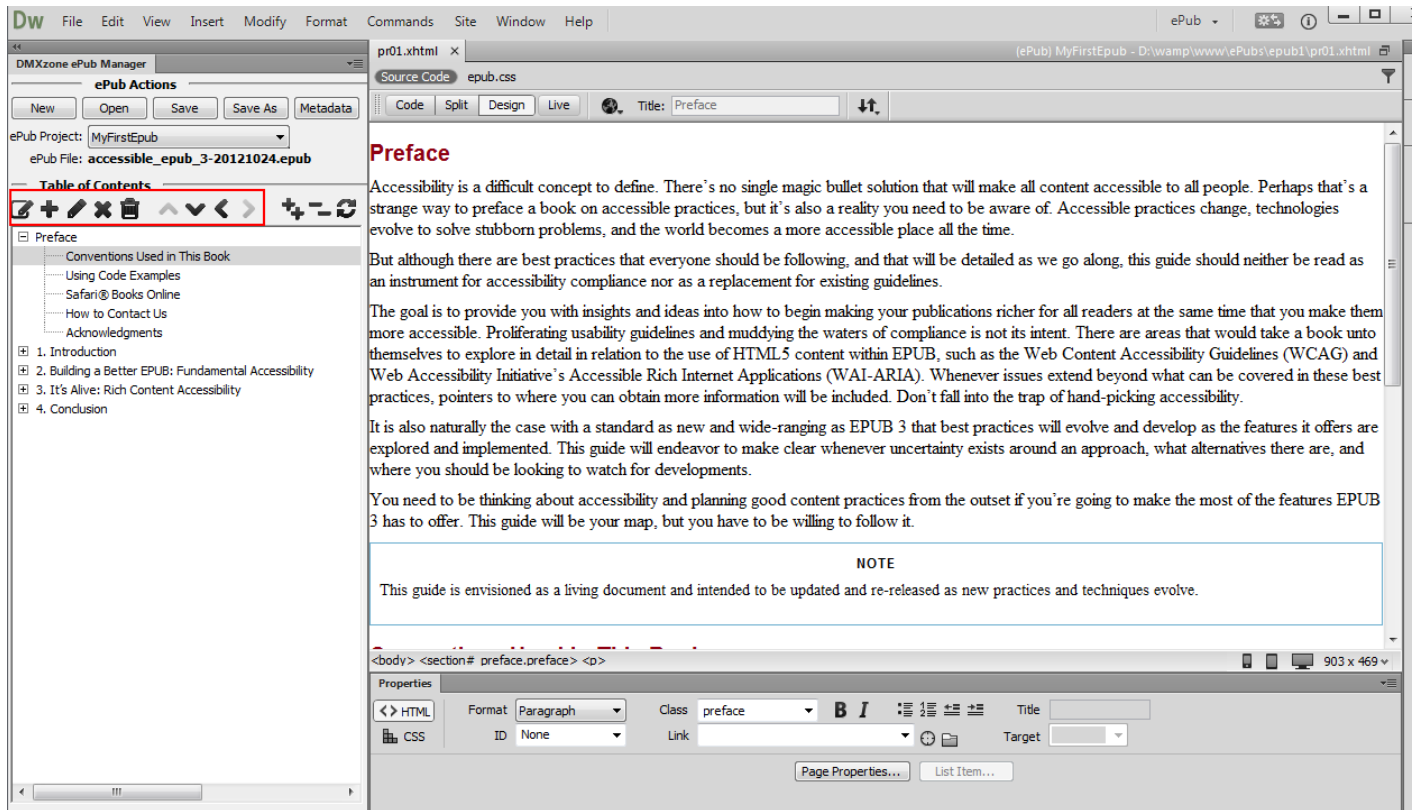 Dw File Edit View Insert Modify Format Commands Site Window Help ePub
DMXzone ePub Manager
ePub Actions
New Open Save Save As Metadata
ePub Project: MyFirstEpub
ePub File: accessible_epub_3-20121024.epub
Table of Contents
Preface
Conventions Used in This Book
Using Code Examples
Safari® Books Online
How to Contact Us
Acknowledgments
1. Introduction
2. Building a Better EPUB: Fundamental Accessibility
3. It's Alive: Rich Content Accessibility
4. Conclusion
pr01.xhtml × (ePub) MyFirstEpub - D:\wamp\www\ePubs\epub1\pr01.xhtml
Source Code epub.css
Code Split Design Live Title: Preface
Preface
Accessibility is a difficult concept to define. There’s no single magic bullet solution that will make all content accessible to all people. Perhaps that’s a
strange way to preface a book on accessible practices, but it’s also a reality you need to be aware of. Accessible practices change, technologies
evolve to solve stubborn problems, and the world becomes a more accessible place all the time.
But although there are best practices that everyone should be following, and that will be detailed as we go along, this guide should neither be read as
an instrument for accessibility compliance nor as a replacement for existing guidelines.
The goal is to provide you with insights and ideas into how to begin making your publications richer for all readers at the same time that you make them
more accessible. Proliferating usability guidelines and muddying the waters of compliance is not its intent. There are areas that would take a book unto
themselves to explore in detail in relation to the use of HTML5 content within EPUB, such as the Web Content Accessibility Guidelines (WCAG) and
Web Accessibility Initiative’s Accessible Rich Internet Applications (WAI-ARIA). Whenever issues extend beyond what can be covered in these best
practices, pointers to where you can obtain more information will be included. Don’t fall into the trap of hand-picking accessibility.
It is also naturally the case with a standard as new and wide-ranging as EPUB 3 that best practices will evolve and develop as the features it offers are
explored and implemented. This guide will endeavor to make clear whenever uncertainty exists around an approach, what alternatives there are, and
where you should be looking to watch for developments.
You need to be thinking about accessibility and planning good content practices from the outset if you’re going to make the most of the features EPUB
3 has to offer. This guide will be your map, but you have to be willing to follow it.
NOTE
This guide is envisioned as a living document and intended to be updated and re-released as new practices and techniques evolve.
<body> <section# preface.preface> <p> 903 x 469
Properties
<> HTML Format Paragraph Class preface B I Title
CSS ID None Link Target
Page Properties... List Item...